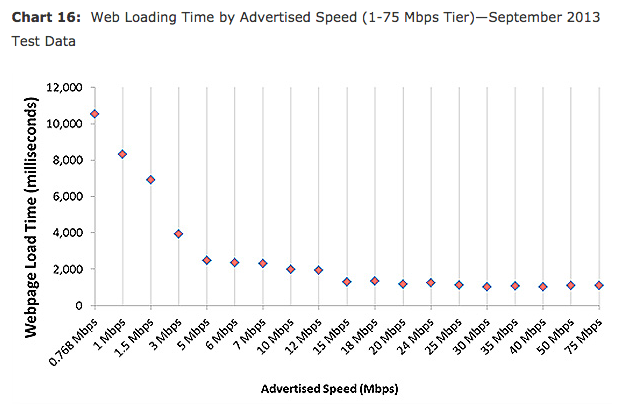 Chart 16: Web Loading Time by Advertised Speed (1-75 Mbps Tier)—September 2013
Test Data
Webpage Load Time (milliseconds)
12,000
10,000
8,000
6,000
4,000
2,000
0
0.768 Mbps
1 Mbps
1.5 Mbps
3 Mbps
5 Mbps
6 Mbps
7 Mbps
10 Mbps
12 Mbps
15 Mbps
18 Mbps
20 Mbps
24 Mbps
25 Mbps
30 Mbps
35 Mbps
40 Mbps
50 Mbps
75 Mbps
Advertised Speed (Mbps)